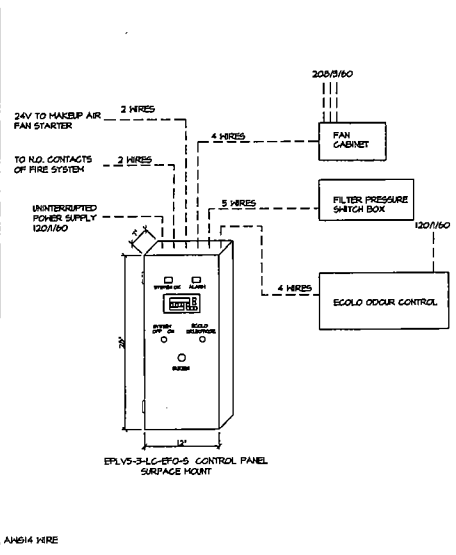 208/3/60
2 WIRES
24V TO MAKEUP AIR
FAN STARTER
4 WIRES
FAN
CABINET
TO N.O. CONTACTS
OF FIRE SYSTEM
2 WIRES
UNINTERRUPTED
POWER SUPPLY
120/1/60
5 WIRES
FILTER PRESSURE
SWITCH BOX
120/1/60
7"
4 WIRES
ECOLO ODOUR CONTROL
SYSTEM ON
ALARM
SYSTEM
OFF ON
ECOLO
28"
12"
EPLV5-3-LC-EFO-S CONTROL PANEL
SURFACE MOUNT
AWG14 WIRE